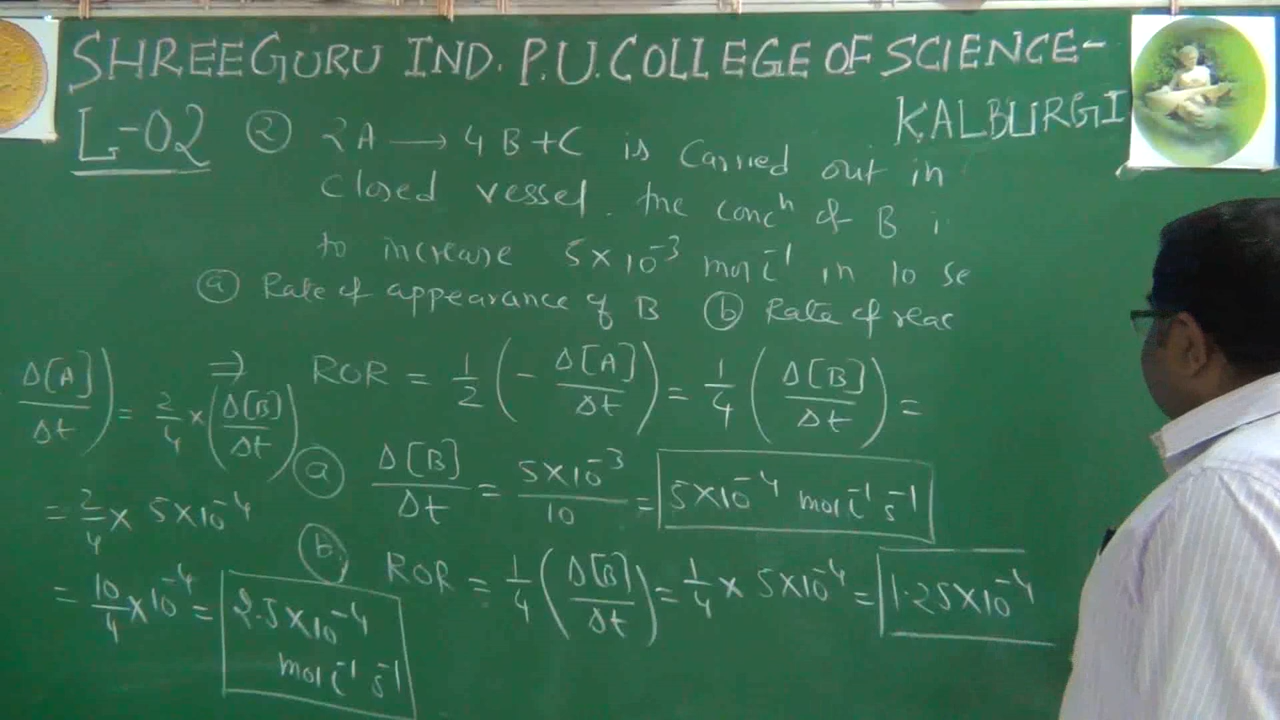 SHREEGURU IND. P.U. COLLEGE OF SCIENCE-
KALBURGI
L-02
② 2A → 4B + C is Carried out in
Closed vessel. The concⁿ of B i
to increase 5×10⁻³ mol L⁻¹ in 10 se
ⓐ Rate of appearance of B ⓑ Rate of reac
⇒ ROR = 1/2 (- Δ[A]/Δt) = 1/4 (Δ[B]/Δt) =
ⓐ Δ[B]/Δt = 5×10⁻³/10 = 5×10⁻⁴ mol L⁻¹ s⁻¹
ⓑ ROR = 1/4 (Δ[B]/Δt) = 1/4 × 5×10⁻⁴ = 1.25×10⁻⁴
Δ[A]/Δt) = 2/4 × (Δ[B]/Δt)
= 2/4 × 5×10⁻⁴
= 10/4 × 10⁻⁴ = 2.5×10⁻⁴
mol L⁻¹ s⁻¹